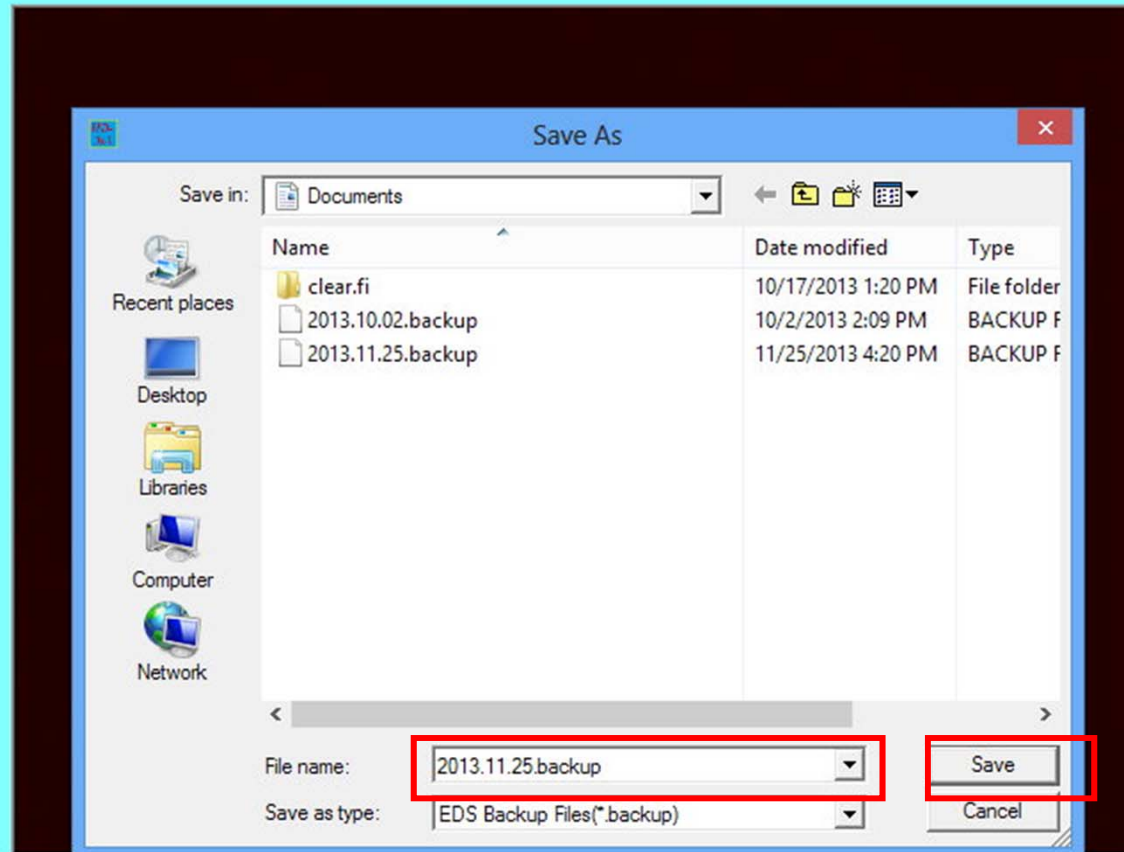 Save As
Save in: Documents
Name Date modified Type
clear.fi 10/17/2013 1:20 PM File folder
2013.10.02.backup 10/2/2013 2:09 PM BACKUP F
2013.11.25.backup 11/25/2013 4:20 PM BACKUP F
Recent places
Desktop
Libraries
Computer
Network
File name: 2013.11.25.backup Save
Save as type: EDS Backup Files(*.backup) Cancel